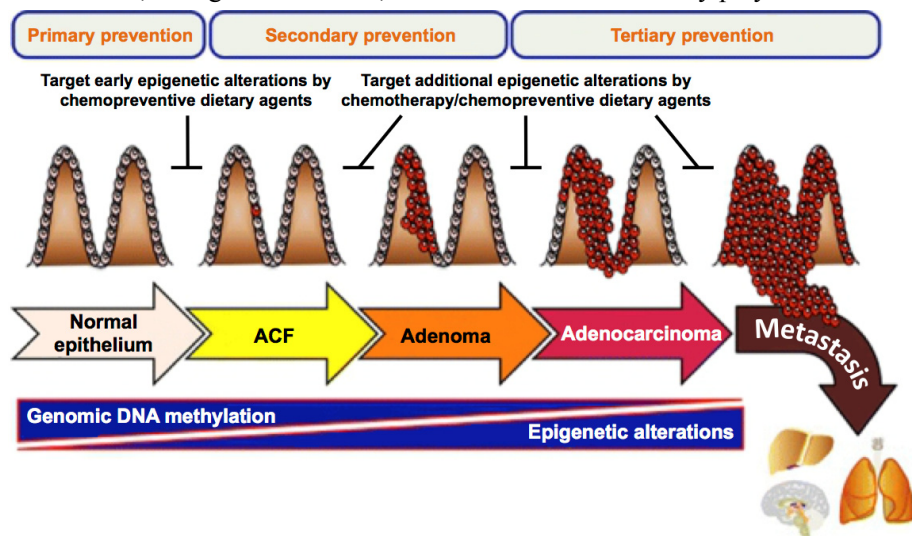 Primary prevention
Secondary prevention
Tertiary prevention
Target early epigenetic alterations by
chemopreventive dietary agents
Target additional epigenetic alterations by
chemotherapy/chemopreventive dietary agents
Normal
epithelium
ACF
Adenoma
Adenocarcinoma
Metastasis
Genomic DNA methylation
Epigenetic alterations